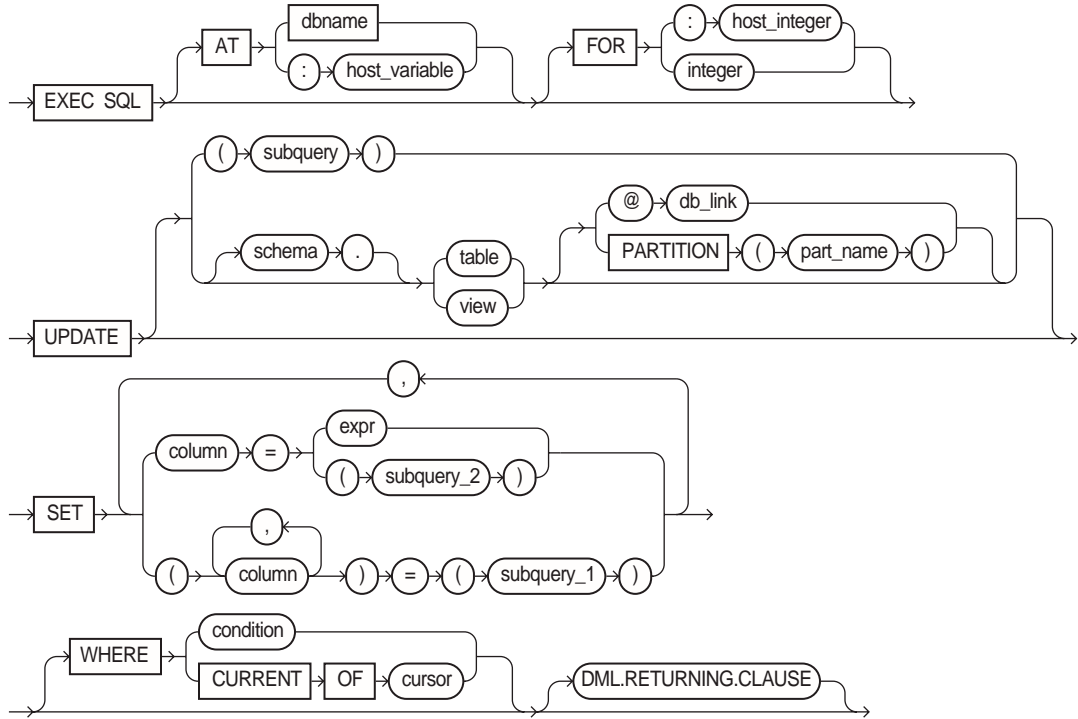 dbname
AT : host_integer FOR
: host_variable integer
EXEC SQL
( subquery )
@ db_link
schema . table PARTITION ( part_name )
view
UPDATE
,
expr
column =
( subquery_2 )
SET
,
( column ) = ( subquery_1 )
condition
WHERE DML.RETURNING.CLAUSE
CURRENT OF cursor